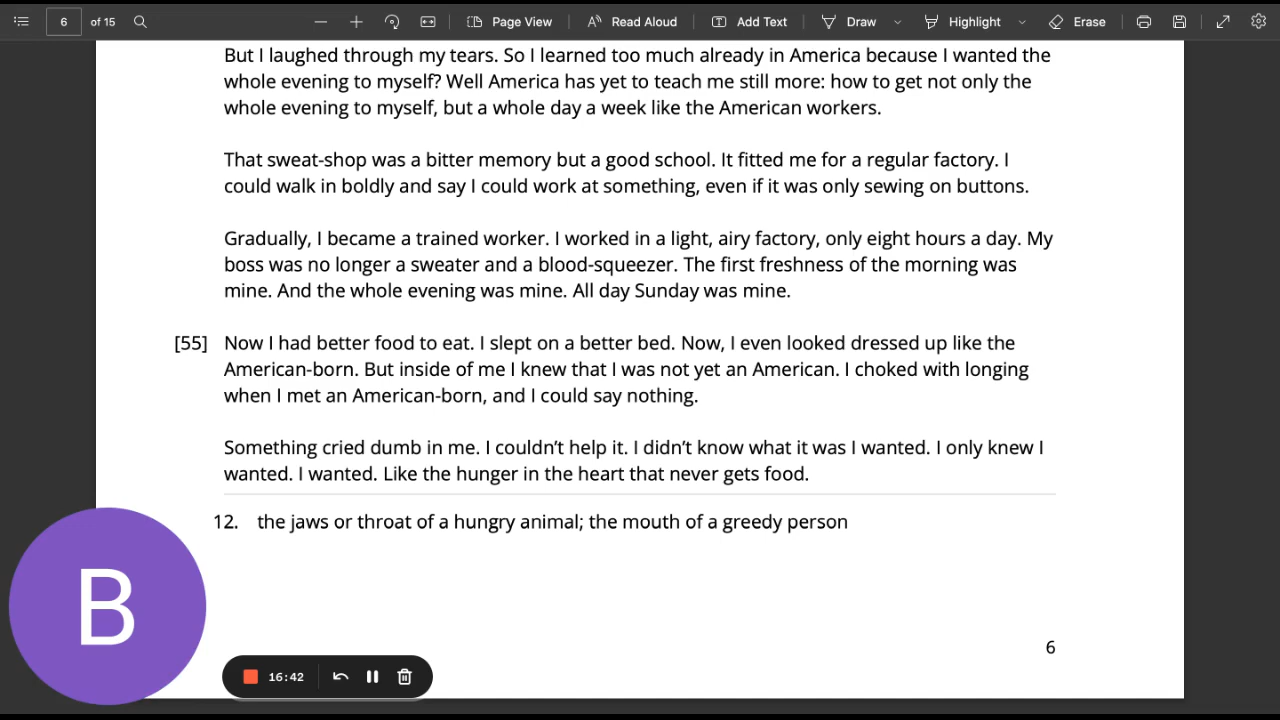 6 of 15 Page View Read Aloud Add Text Draw Highlight Erase
But I laughed through my tears. So I learned too much already in America because I wanted the
whole evening to myself? Well America has yet to teach me still more: how to get not only the
whole evening to myself, but a whole day a week like the American workers.
That sweat-shop was a bitter memory but a good school. It fitted me for a regular factory. I
could walk in boldly and say I could work at something, even if it was only sewing on buttons.
Gradually, I became a trained worker. I worked in a light, airy factory, only eight hours a day. My
boss was no longer a sweater and a blood-squeezer. The first freshness of the morning was
mine. And the whole evening was mine. All day Sunday was mine.
[55] Now I had better food to eat. I slept on a better bed. Now, I even looked dressed up like the
American-born. But inside of me I knew that I was not yet an American. I choked with longing
when I met an American-born, and I could say nothing.
Something cried dumb in me. I couldn’t help it. I didn’t know what it was I wanted. I only knew I
wanted. I wanted. Like the hunger in the heart that never gets food.
12. the jaws or throat of a hungry animal; the mouth of a greedy person
B
6
16:42